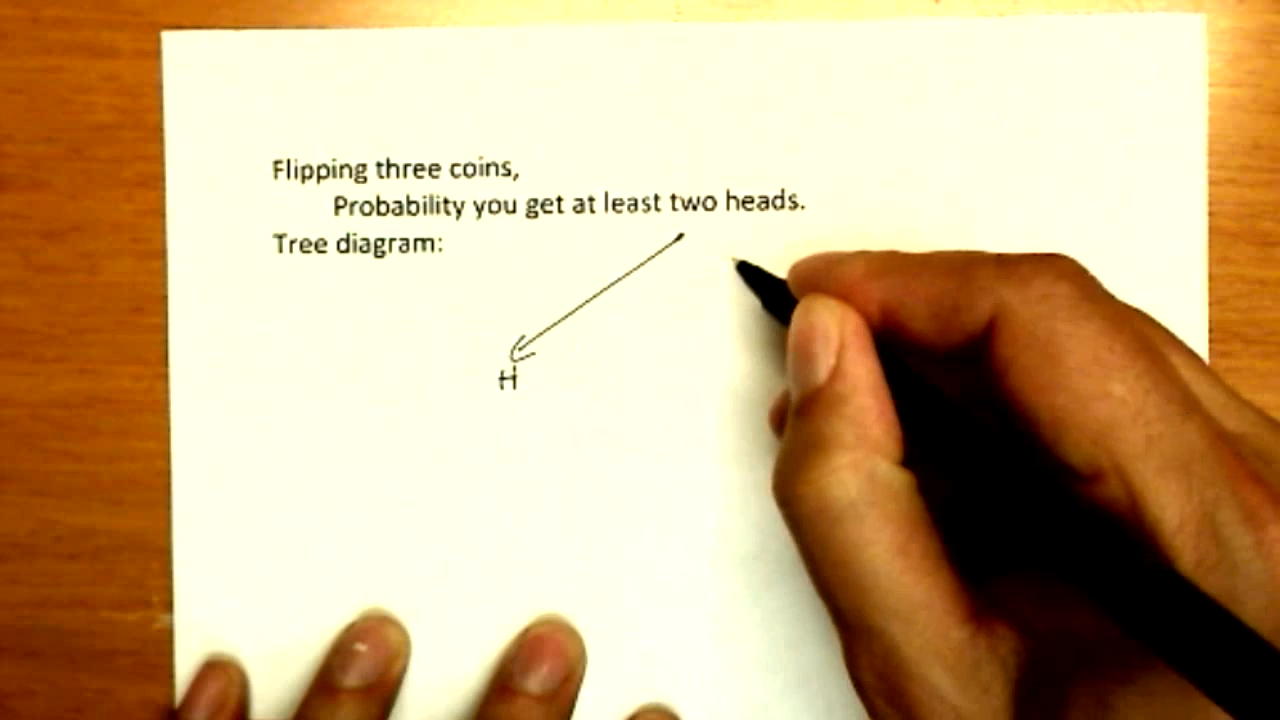 Flipping three coins,
Probability you get at least two heads.
Tree diagram:
H